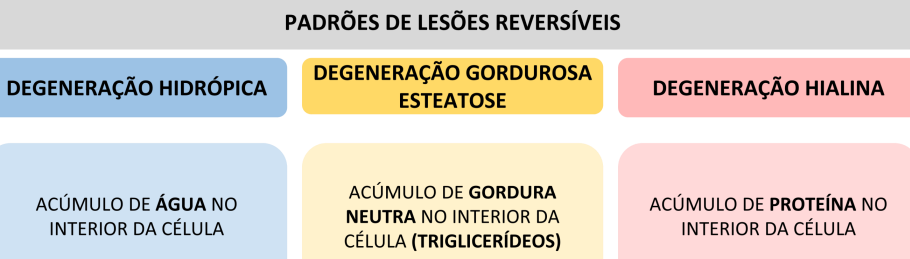 PADRÕES DE LESÕES REVERSÍVEIS
DEGENERAÇÃO HIDRÓPICA
DEGENERAÇÃO GORDUROSA
ESTEATOSE
DEGENERAÇÃO HIALINA
ACÚMULO DE ÁGUA NO
INTERIOR DA CÉLULA
ACÚMULO DE GORDURA
NEUTRA NO INTERIOR DA
CÉLULA (TRIGLICERÍDEOS)
ACÚMULO DE PROTEÍNA NO
INTERIOR DA CÉLULA